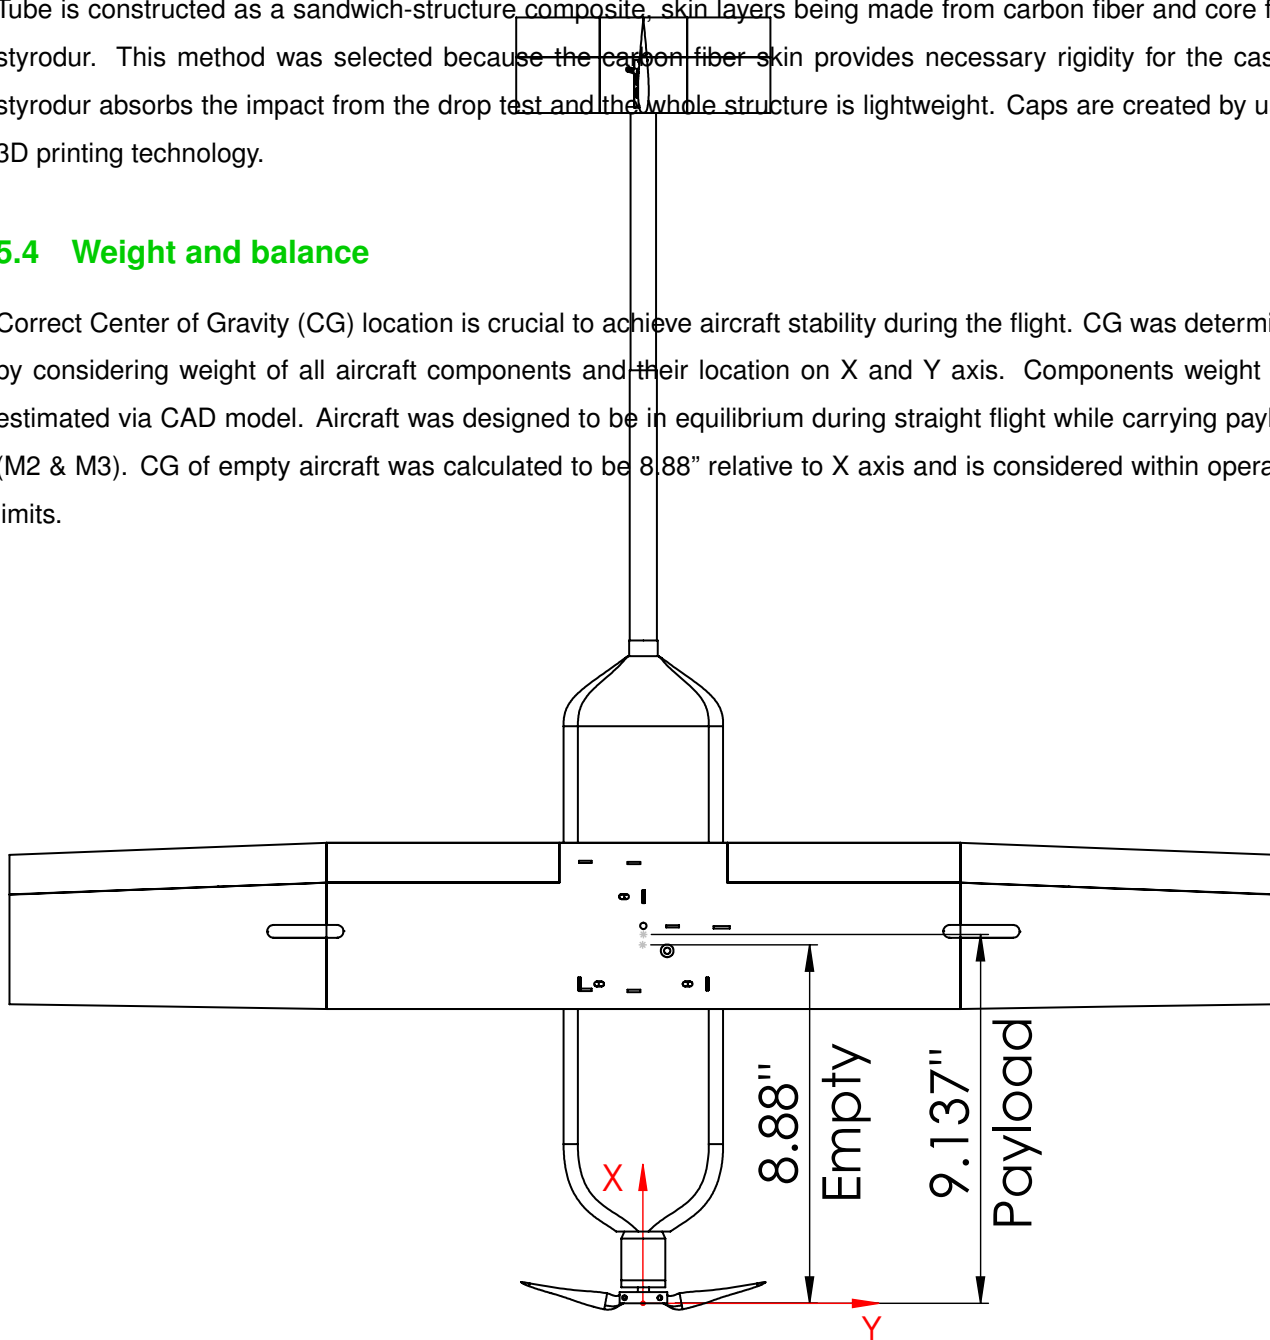 Tube is constructed as a sandwich-structure composite, skin layers being made from carbon fiber and core f
styrodur. This method was selected because the carbon fiber skin provides necessary rigidity for the cas
styrodur absorbs the impact from the drop test and the whole structure is lightweight. Caps are created by u
3D printing technology.
5.4 Weight and balance
Correct Center of Gravity (CG) location is crucial to achieve aircraft stability during the flight. CG was determi
by considering weight of all aircraft components and their location on X and Y axis. Components weight
estimated via CAD model. Aircraft was designed to be in equilibrium during straight flight while carrying payl
(M2 & M3). CG of empty aircraft was calculated to be 8.88” relative to X axis and is considered within opera
limits.
8.88"
Empty
9.137"
Payload
X
Y